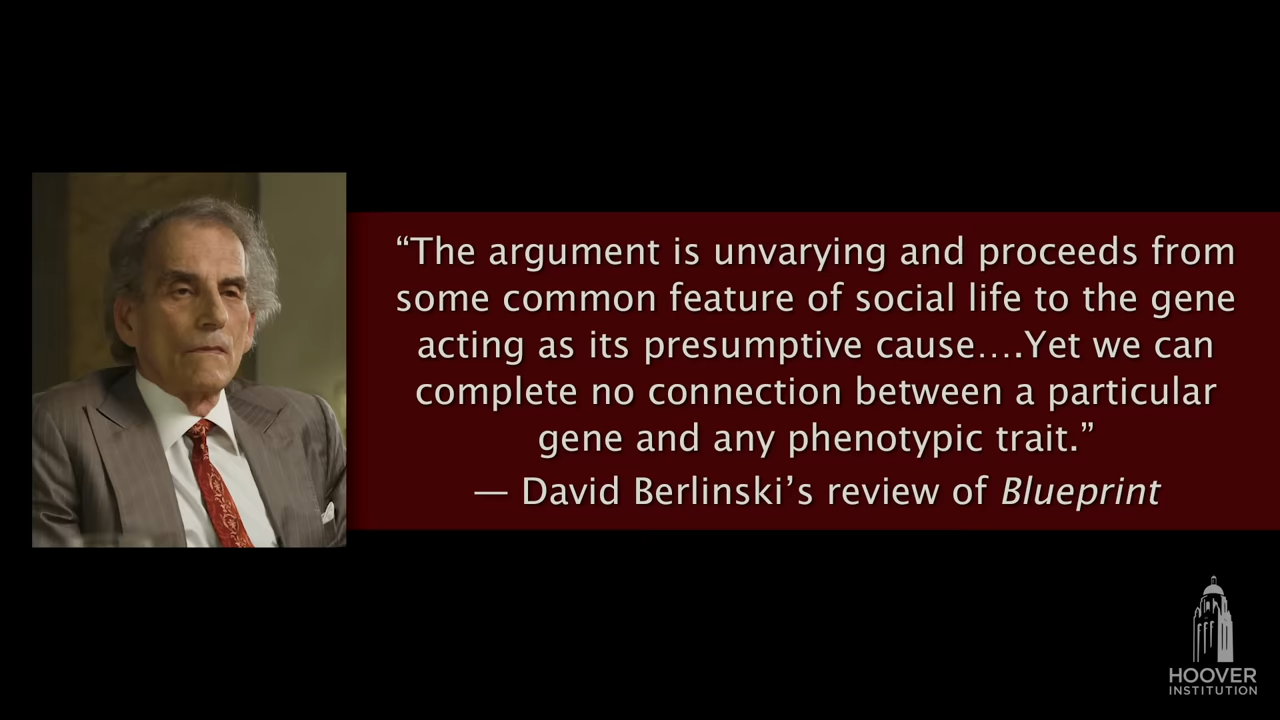 “The argument is unvarying and proceeds from
some common feature of social life to the gene
acting as its presumptive cause….Yet we can
complete no connection between a particular
gene and any phenotypic trait.”
— David Berlinski’s review of Blueprint
HOOVER
INSTITUTION